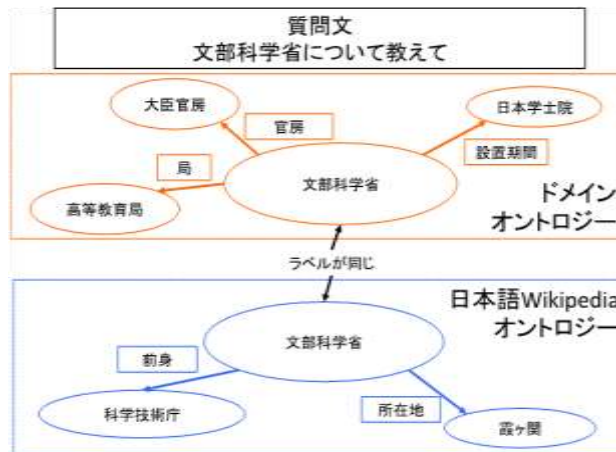 質問文
文部科学省について教えて
大臣官房
官房
日本学士院
局
文部科学省
設置期間
高等教育局
ドメイン
オントロジー
ラベルが同じ
日本語Wikipedia
オントロジー
文部科学省
前身
科学技術庁
所在地
霞ヶ関